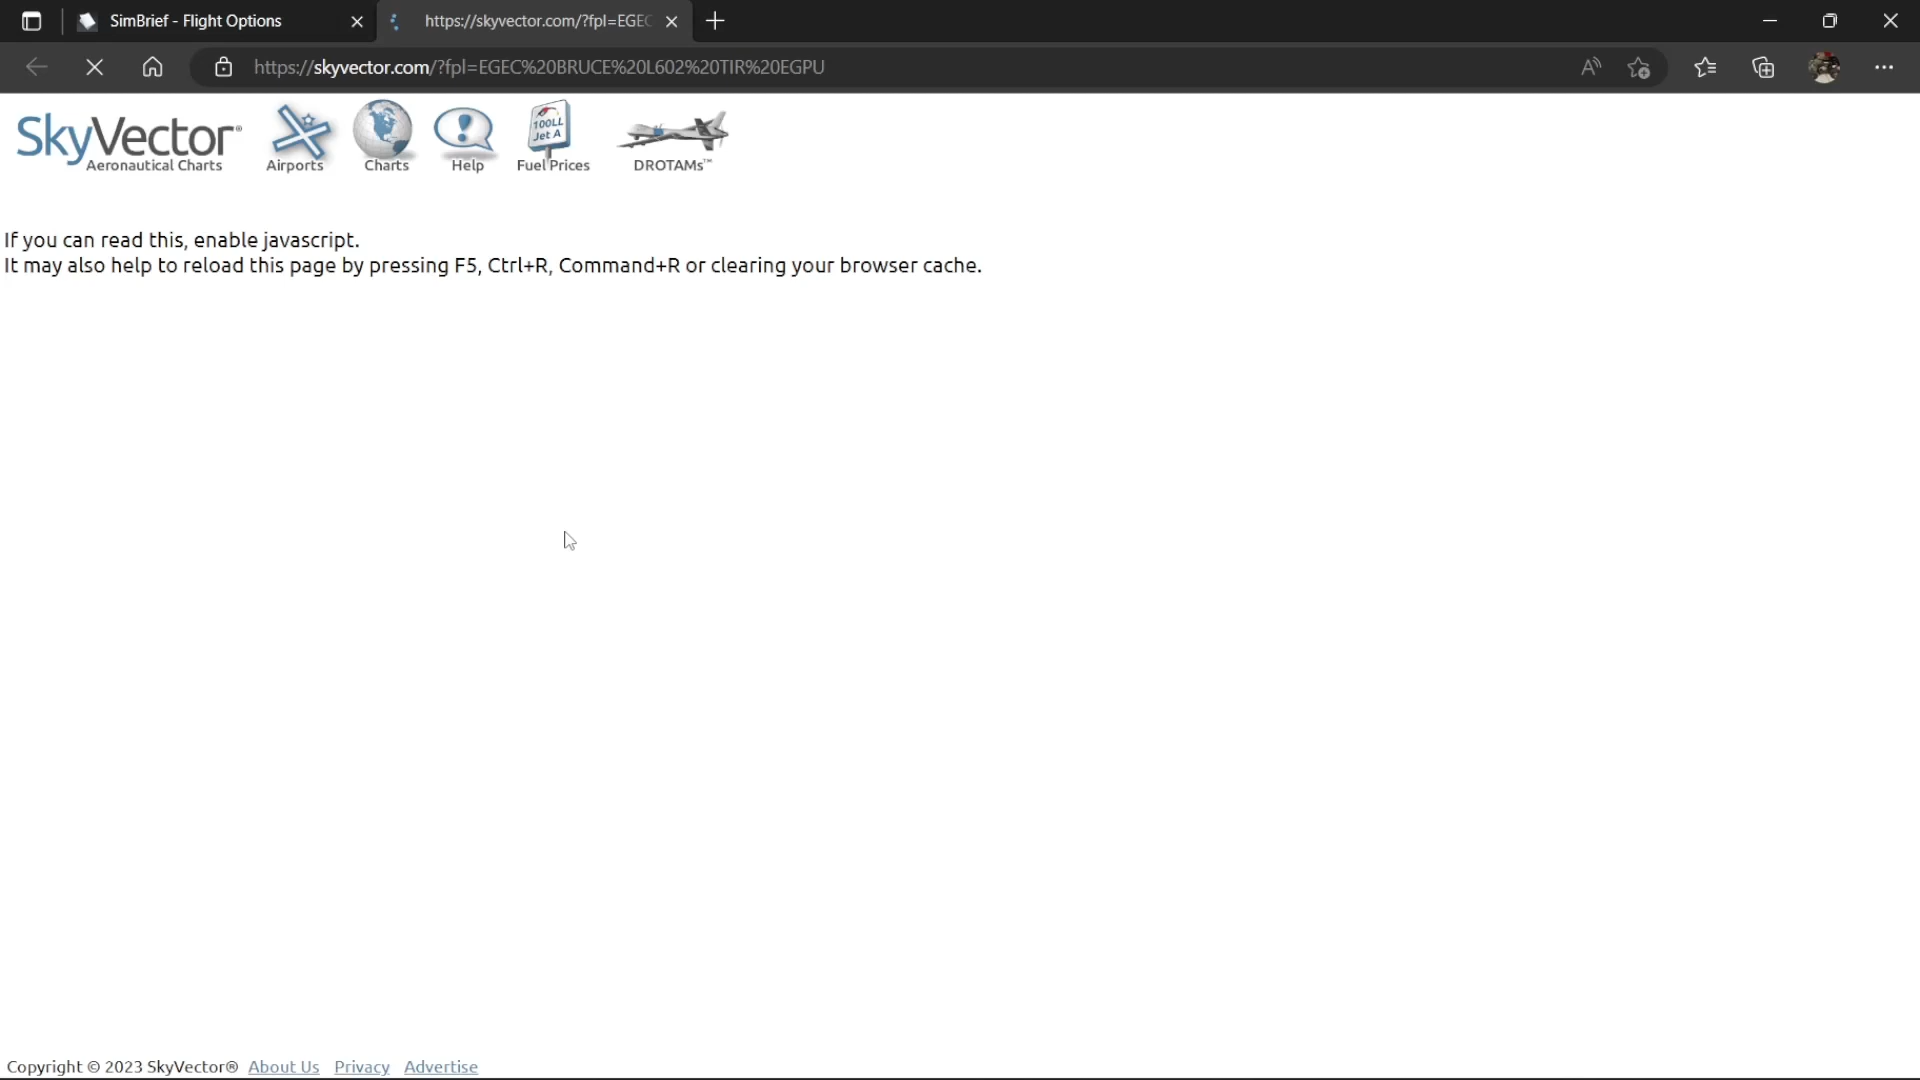 SimBrief - Flight Options
https://skyvector.com/?fpl=EGEC
https://skyvector.com/?fpl=EGEC%20BRUCE%20L602%20TIR%20EGPU
SkyVector®
Aeronautical Charts
Airports
Charts
Help
100LL
Jet A
Fuel Prices
DROTAMs™
If you can read this, enable javascript.
It may also help to reload this page by pressing F5, Ctrl+R, Command+R or clearing your browser cache.
Copyright © 2023 SkyVector® About Us Privacy Advertise